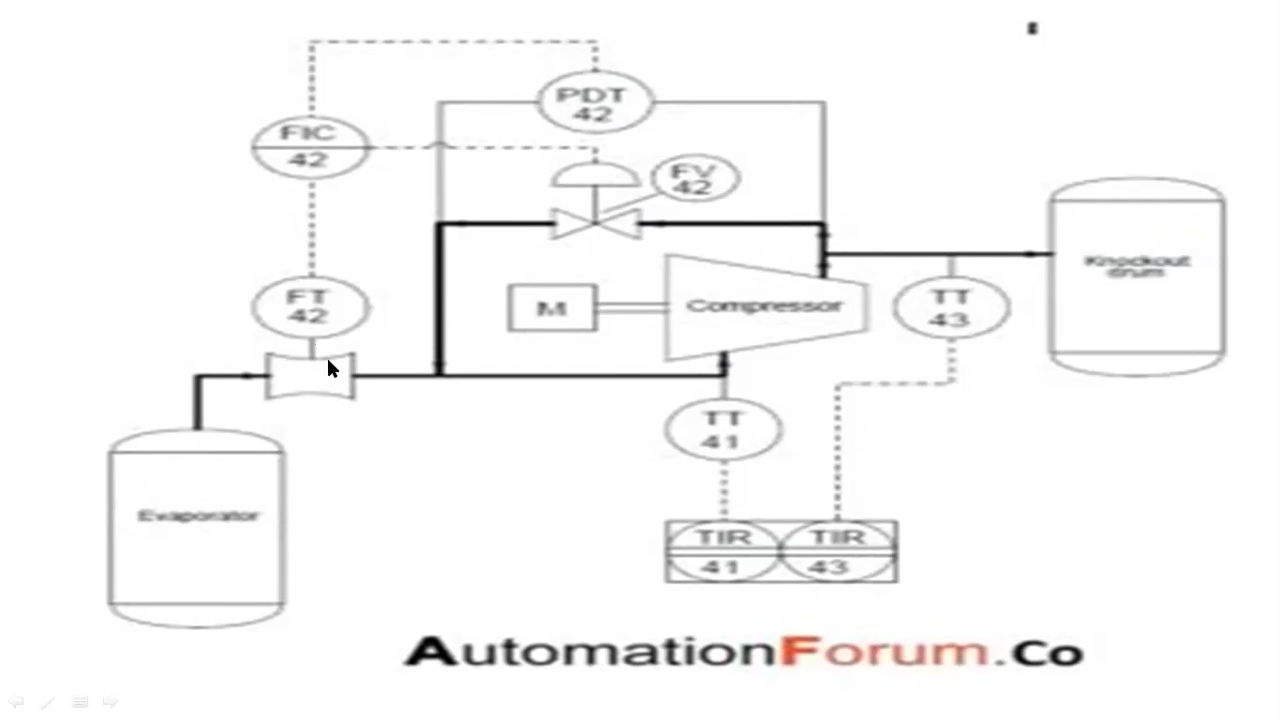 PDT
42
FIC
42
FV
42
FT
42
M
Compressor
TT
43
Knockout
drum
TT
41
Evaporator
TIR
41
TIR
43
AutomationForum.Co